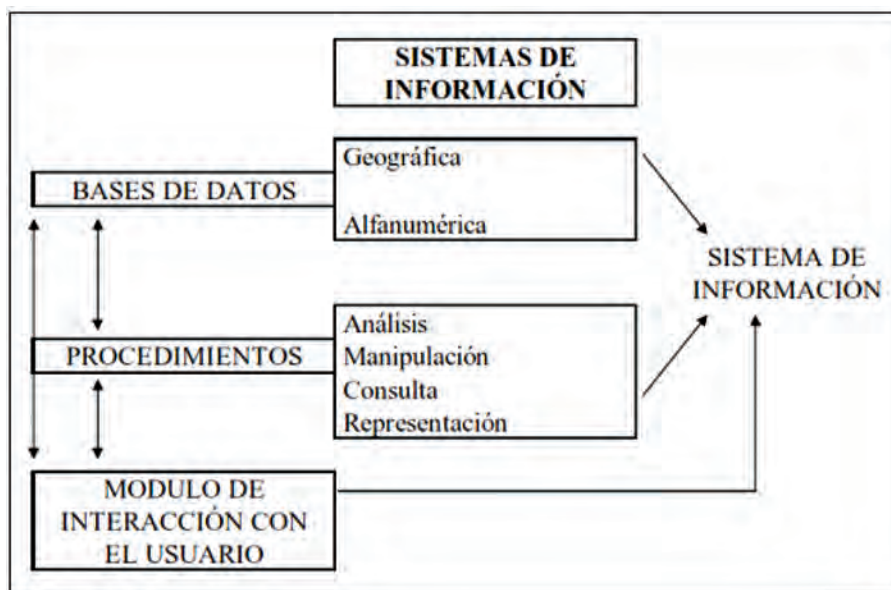 SISTEMAS DE
INFORMACIÓN
Geográfica
BASES DE DATOS
Alfanumérica
SISTEMA DE
INFORMACIÓN
Análisis
PROCEDIMIENTOS
Manipulación
Consulta
Representación
MODULO DE
INTERACCIÓN CON
EL USUARIO